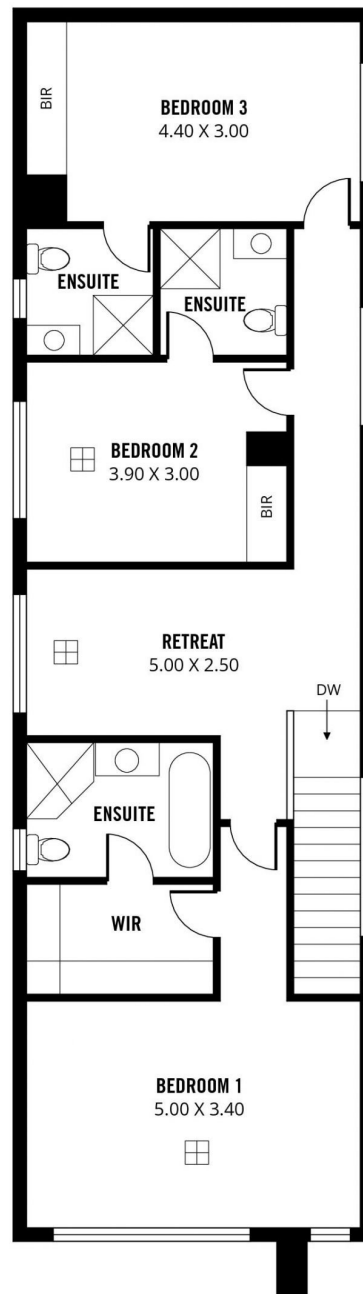 BIR
BEDROOM 3
4.40 X 3.00
ENSUITE
ENSUITE
BEDROOM 2
3.90 X 3.00
BIR
RETREAT
5.00 X 2.50
DW
ENSUITE
WIR
BEDROOM 1
5.00 X 3.40